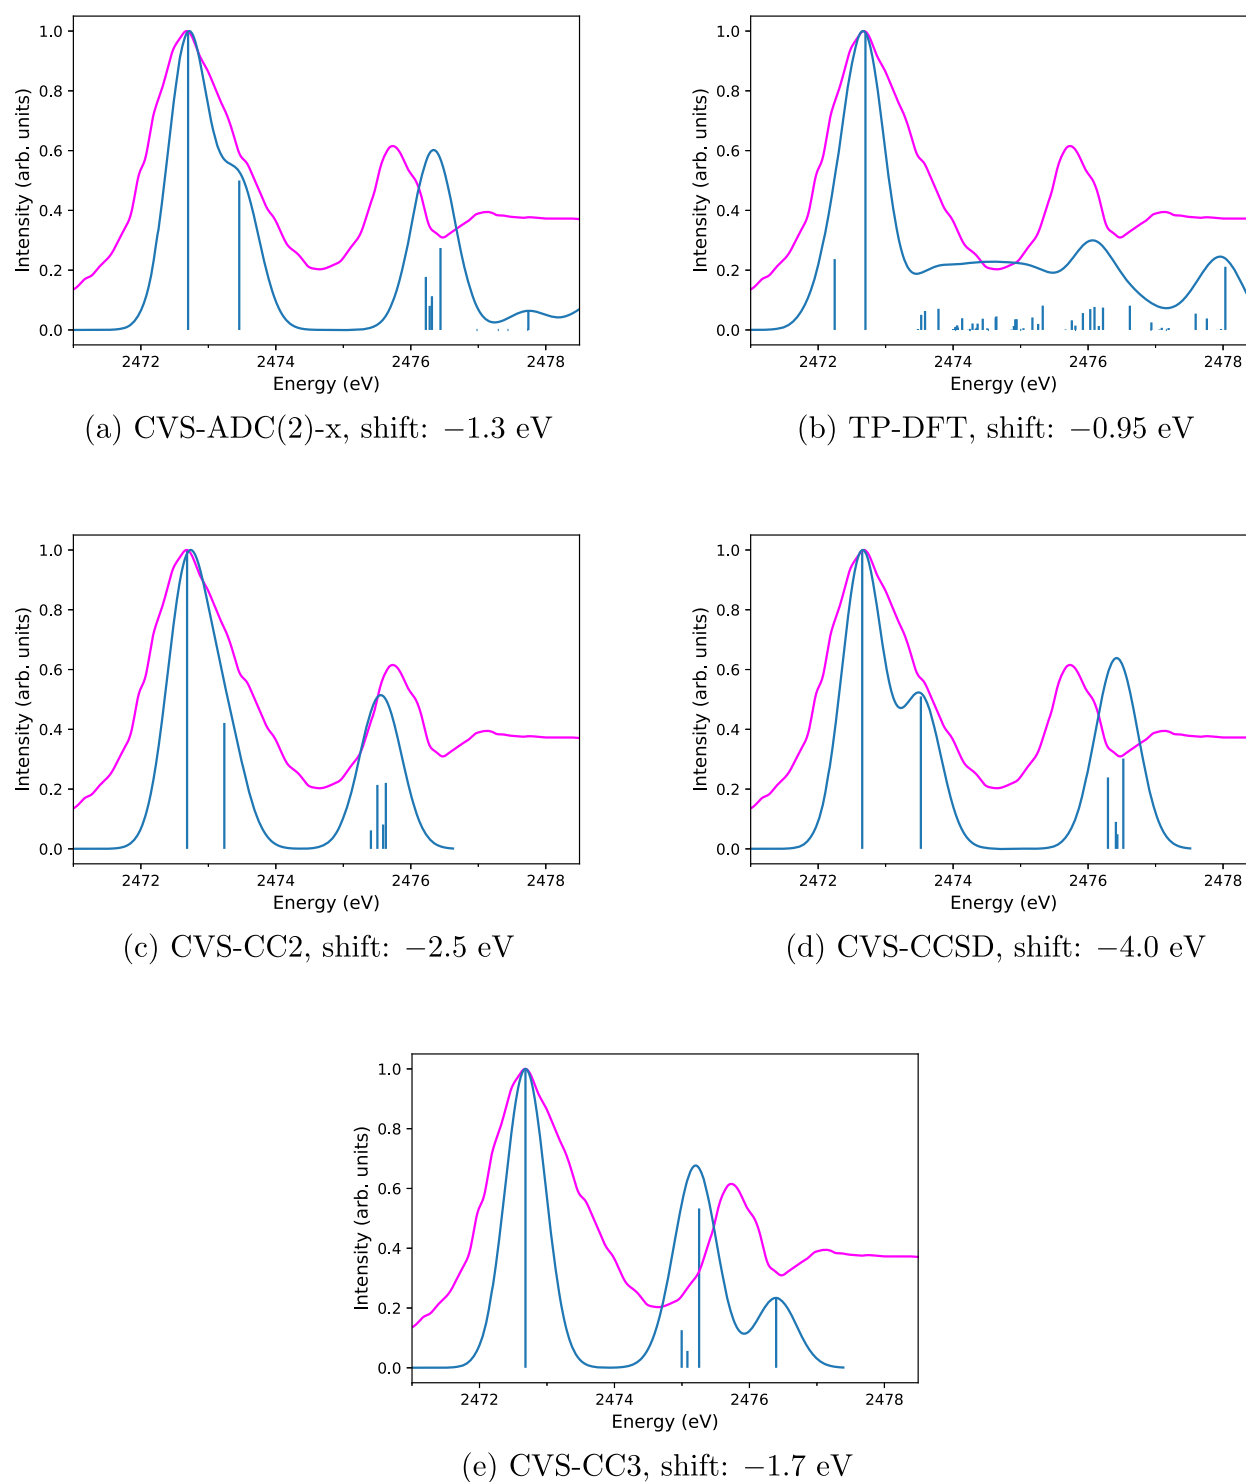 1.0
0.8
0.6
0.4
0.2
0.0
Intensity (arb. units)
2472 2474 2476 2478
Energy (eV)
(a) CVS-ADC(2)-x, shift: −1.3 eV
1.0
0.8
0.6
0.4
0.2
0.0
Intensity (arb. units)
2472 2474 2476 2478
Energy (eV)
(b) TP-DFT, shift: −0.95 eV
1.0
0.8
0.6
0.4
0.2
0.0
Intensity (arb. units)
2472 2474 2476 2478
Energy (eV)
(c) CVS-CC2, shift: −2.5 eV
1.0
0.8
0.6
0.4
0.2
0.0
Intensity (arb. units)
2472 2474 2476 2478
Energy (eV)
(d) CVS-CCSD, shift: −4.0 eV
1.0
0.8
0.6
0.4
0.2
0.0
Intensity (arb. units)
2472 2474 2476 2478
Energy (eV)
(e) CVS-CC3, shift: −1.7 eV